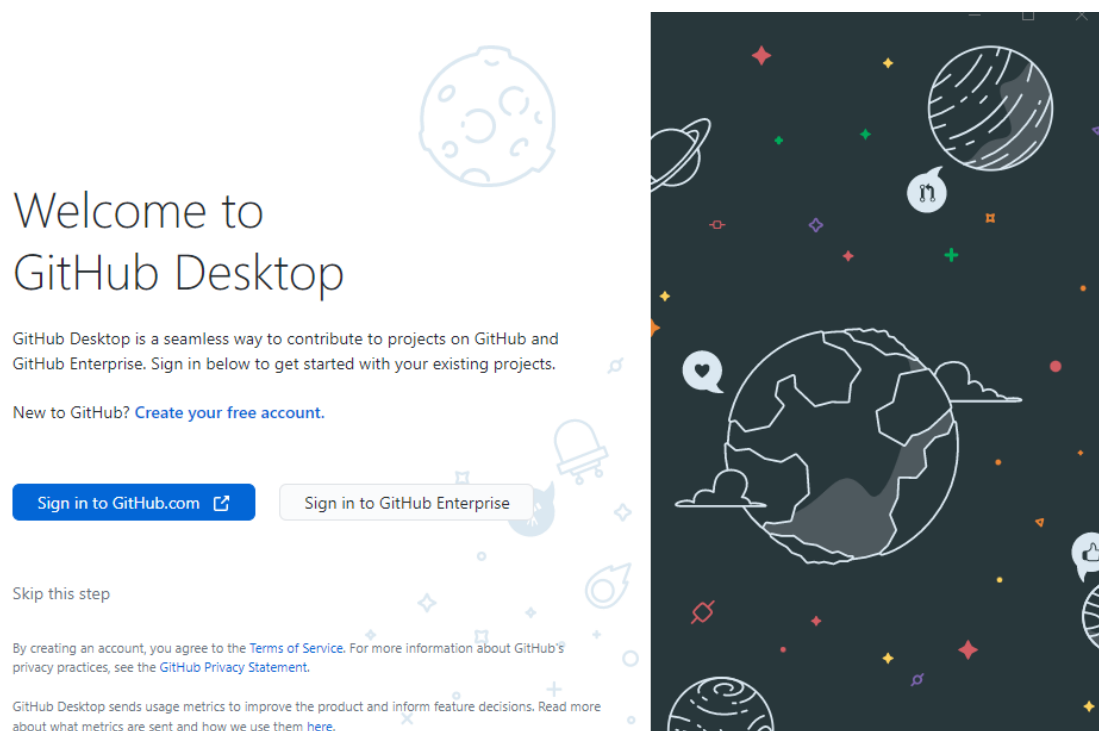 Welcome to
GitHub Desktop
GitHub Desktop is a seamless way to contribute to projects on GitHub and
GitHub Enterprise. Sign in below to get started with your existing projects.
New to GitHub? Create your free account.
Sign in to GitHub.com
Sign in to GitHub Enterprise
Skip this step
By creating an account, you agree to the Terms of Service. For more information about GitHub's
privacy practices, see the GitHub Privacy Statement.
GitHub Desktop sends usage metrics to improve the product and inform feature decisions. Read more
about what metrics are sent and how we use them here.